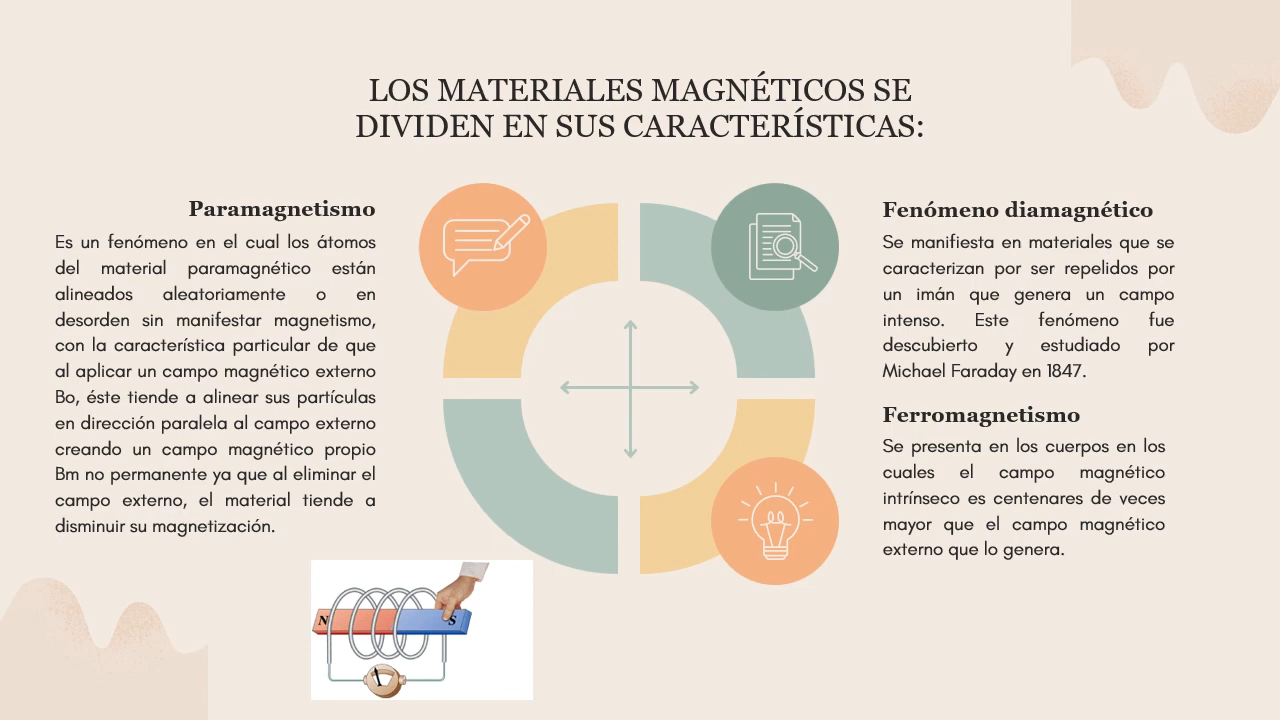 LOS MATERIALES MAGNÉTICOS SE
DIVIDEN EN SUS CARACTERÍSTICAS:
Paramagnetismo
Es un fenómeno en el cual los átomos
del material paramagnético están
alineados aleatoriamente o en
desorden sin manifestar magnetismo,
con la característica particular de que
al aplicar un campo magnético externo
Bo, éste tiende a alinear sus partículas
en dirección paralela al campo externo
creando un campo magnético propio
Bm no permanente ya que al eliminar el
campo externo, el material tiende a
disminuir su magnetización.
Fenómeno diamagnético
Se manifiesta en materiales que se
caracterizan por ser repelidos por
un imán que genera un campo
intenso. Este fenómeno fue
descubierto y estudiado por
Michael Faraday en 1847.
Ferromagnetismo
Se presenta en los cuerpos en los
cuales el campo magnético
intrínseco es centenares de veces
mayor que el campo magnético
externo que lo genera.
N S